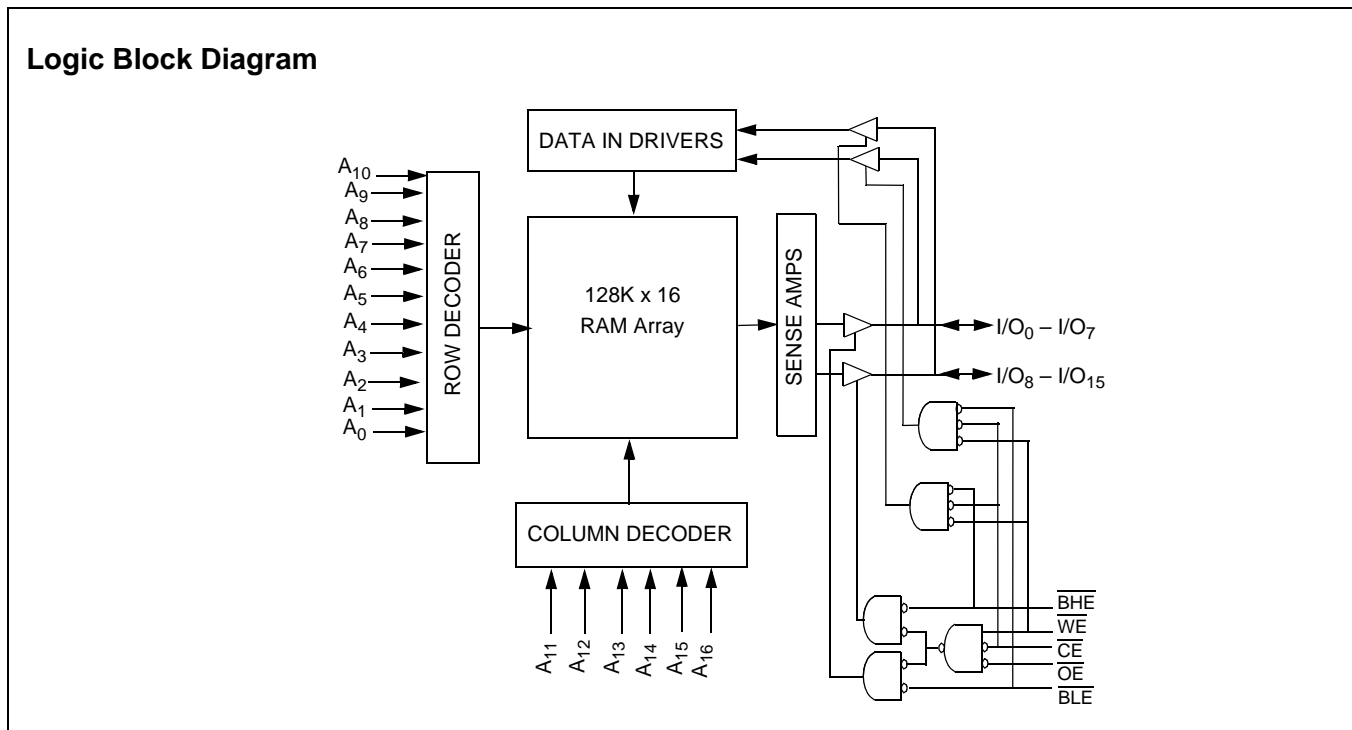 Logic Block Diagram
DATA IN DRIVERS
A10
A9
A8
A7
A6
A5
A4
A3
A2
A1
A0
ROW DECODER
128K x 16
RAM Array
SENSE AMPS
I/O0 – I/O7
I/O8 – I/O15
COLUMN DECODER
A11
A12
A13
A14
A15
A16
BHE
WE
CE
OE
BLE